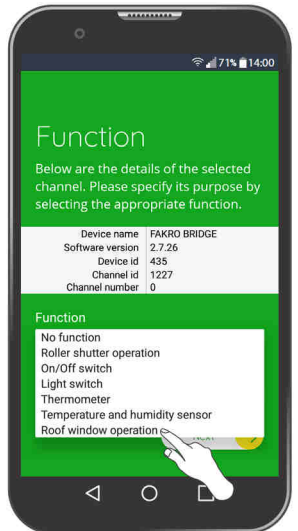 71% 14:00
Function
Below are the details of the selected
channel. Please specify its purpose by
selecting the appropriate function.
Device name FAKRO BRIDGE
Software version 2.7.26
Device id 435
Channel id 1227
Channel number 0
Function
No function
Roller shutter operation
On/Off switch
Light switch
Thermometer
Temperature and humidity sensor
Roof window operation